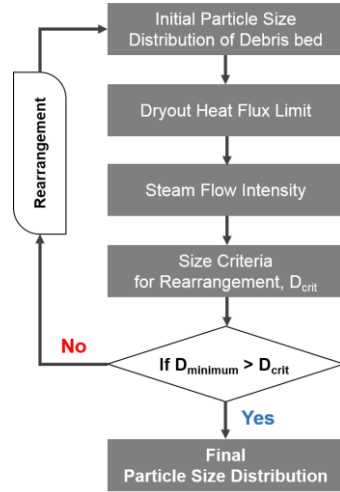 Initial Particle Size
Distribution of Debris bed
Dryout Heat Flux Limit
Rearrangement
Steam Flow Intensity
Size Criteria
for Rearrangement, Dcrit
No
If Dminimum > Dcrit
Yes
Final
Particle Size Distribution